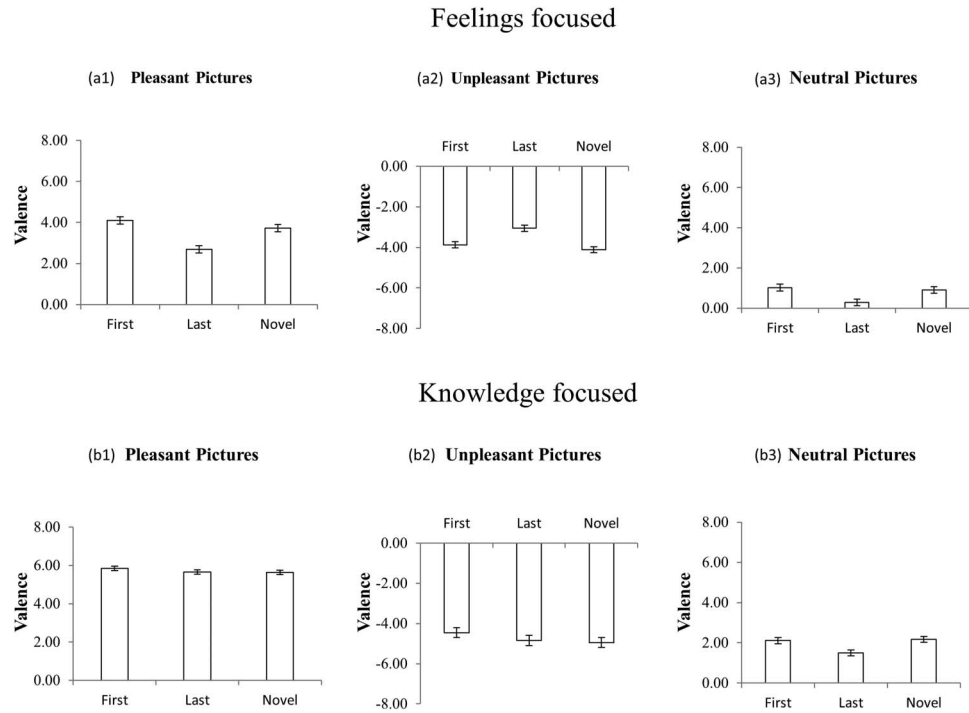 Feelings focused
(a1) Pleasant Pictures
(a2) Unpleasant Pictures
(a3) Neutral Pictures
8.00
6.00
4.00
2.00
0.00
Valence
First Last Novel
First Last Novel
0.00
-2.00
-4.00
-6.00
-8.00
Valence
8.00
6.00
4.00
2.00
0.00
Valence
First Last Novel
Knowledge focused
(b1) Pleasant Pictures
(b2) Unpleasant Pictures
(b3) Neutral Pictures
8.00
6.00
4.00
2.00
0.00
Valence
First Last Novel
First Last Novel
0.00
-2.00
-4.00
-6.00
-8.00
Valence
8.00
6.00
4.00
2.00
0.00
Valence
First Last Novel